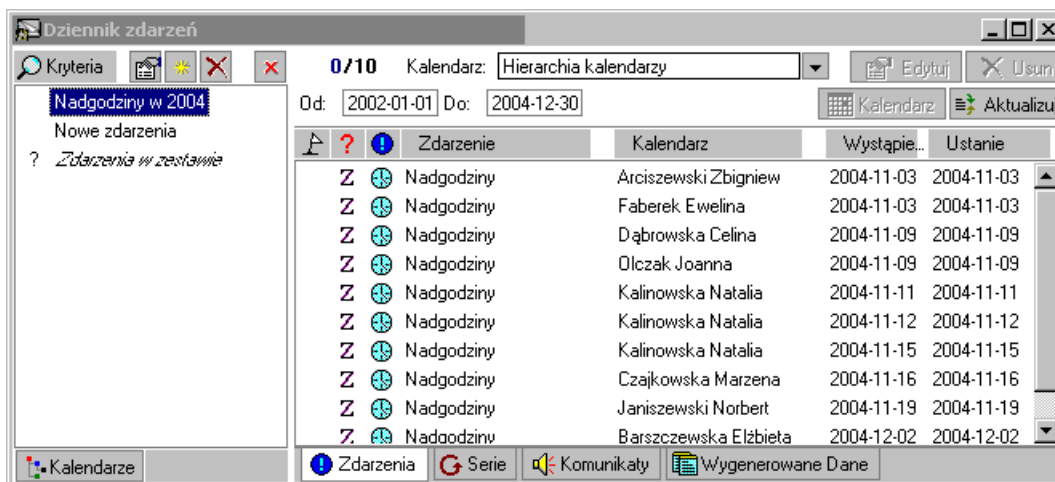 Dziennik zdarzeń
Kryteria 0/10 Kalendarz: Hierarchia kalendarzy Edytuj Usuń
Nadgodziny w 2004 Od: 2002-01-01 Do: 2004-12-30 Kalendarz Aktualizu
Nowe zdarzenia
? Zdarzenia w zestawie
? Zdarzenie Kalendarz Wystąpie... Ustanie
Z Nadgodziny Arciszewski Zbigniew 2004-11-03 2004-11-03
Z Nadgodziny Faberek Ewelina 2004-11-03 2004-11-03
Z Nadgodziny Dąbrowska Celina 2004-11-09 2004-11-09
Z Nadgodziny Olczak Joanna 2004-11-09 2004-11-09
Z Nadgodziny Kalinowska Natalia 2004-11-11 2004-11-11
Z Nadgodziny Kalinowska Natalia 2004-11-12 2004-11-12
Z Nadgodziny Kalinowska Natalia 2004-11-15 2004-11-15
Z Nadgodziny Czajkowska Marzena 2004-11-16 2004-11-16
Z Nadgodziny Janiszewski Norbert 2004-11-19 2004-11-19
Z Nadgodziny Barszczewska Elżbieta 2004-12-02 2004-12-02
Kalendarze Zdarzenia Serie Komunikaty Wygenerowane Dane